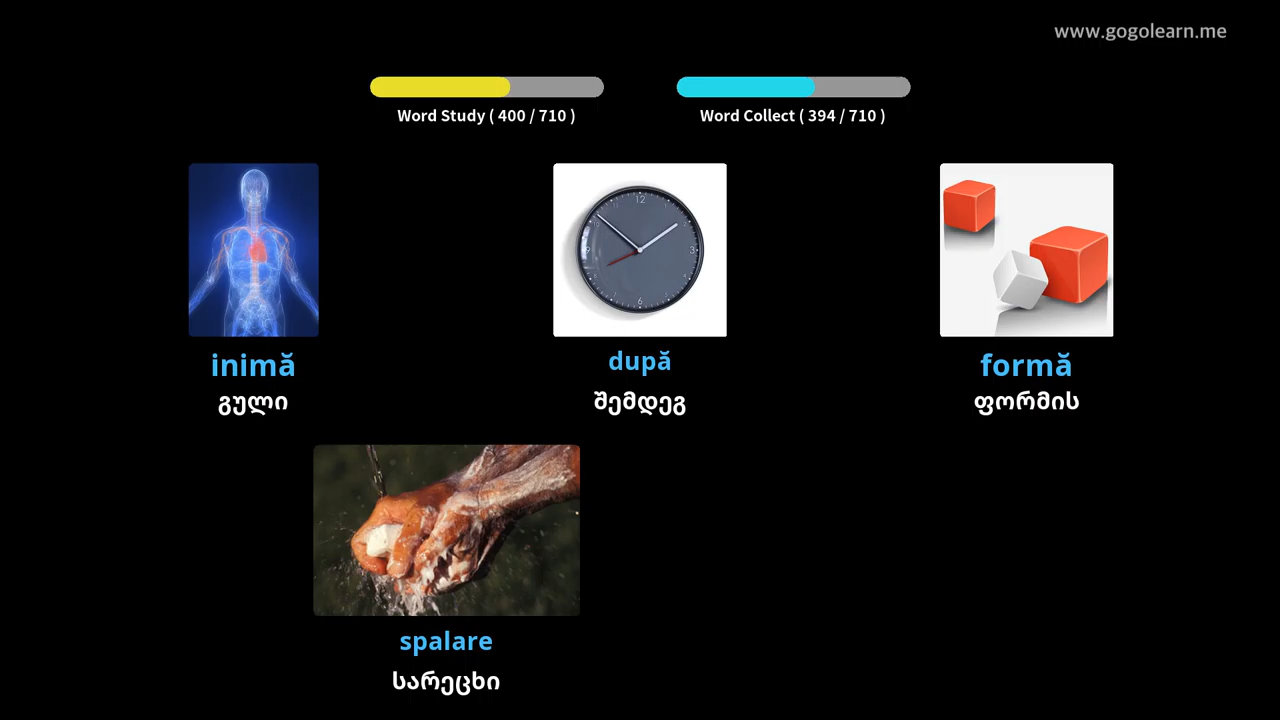 www.gogolearn.me
Word Study ( 400 / 710 )
Word Collect ( 394 / 710 )
inimă
გული
după
შემდეგ
formă
ფორმის
spalare
სარეცხი